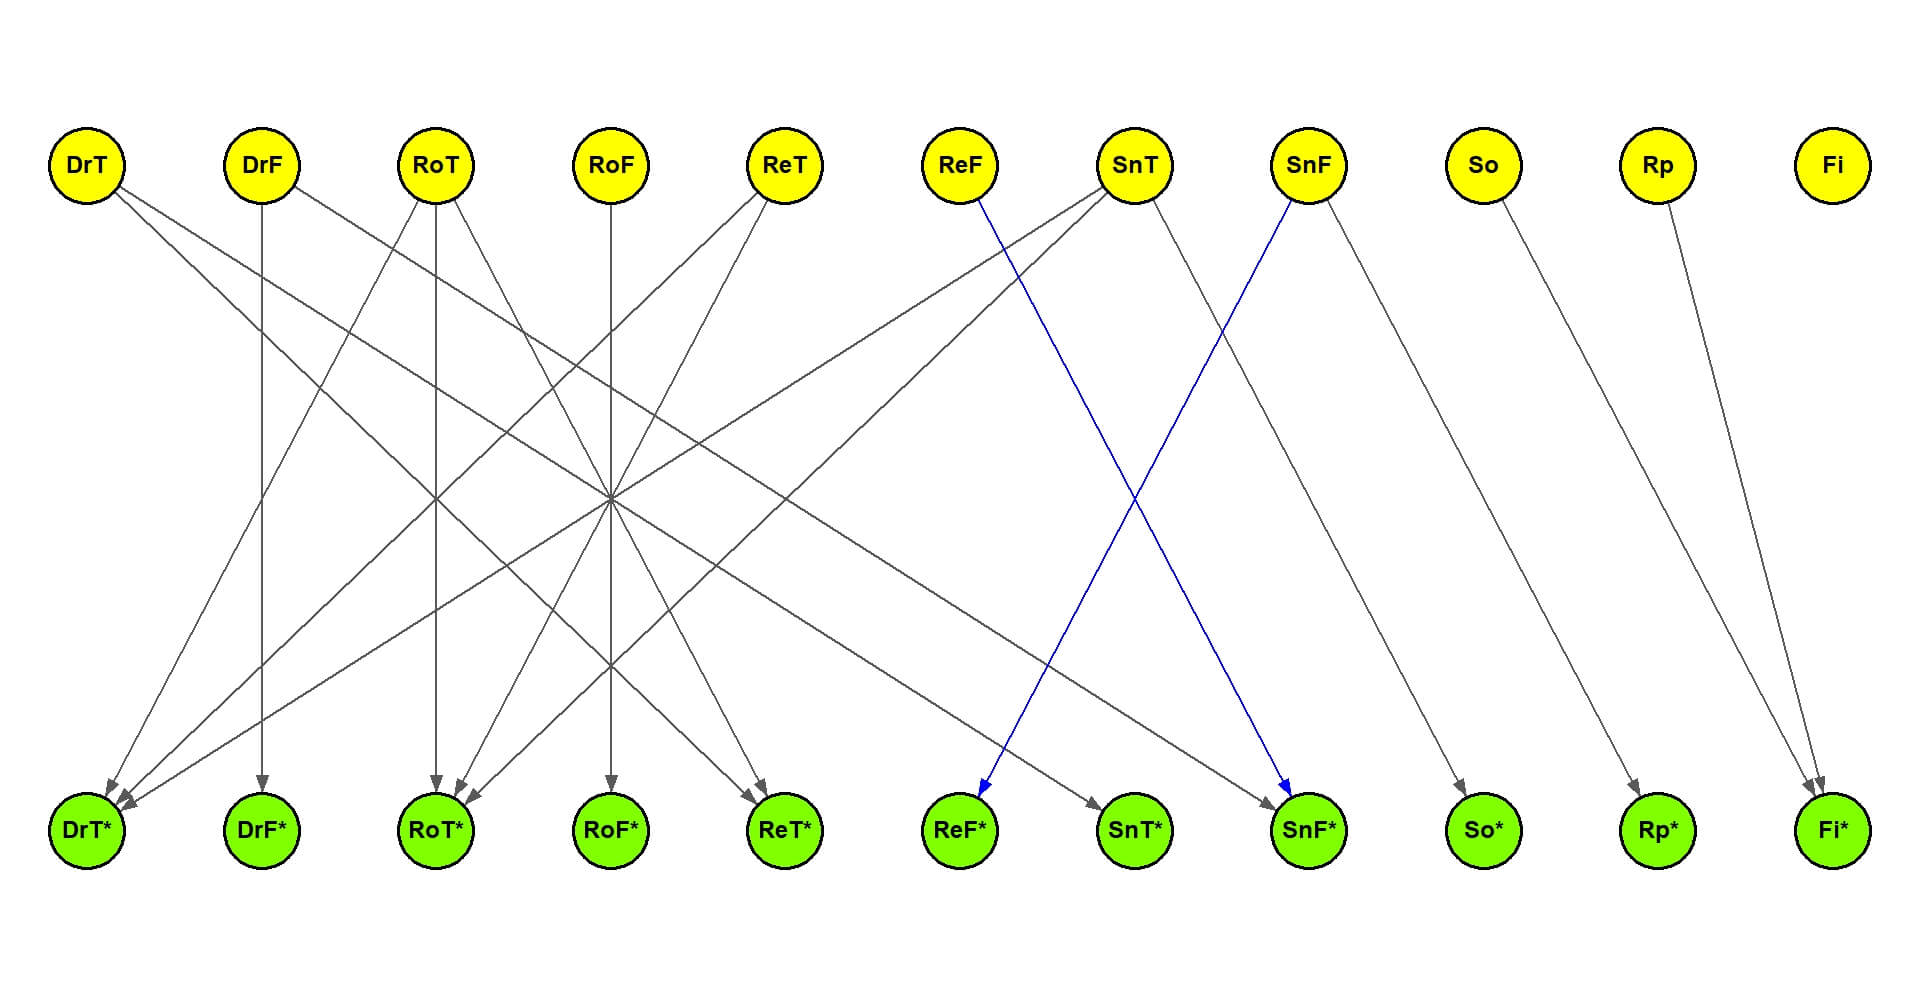 DrT DrF RoT RoF ReT ReF SnT SnF So Rp Fi
DrT* DrF* RoT* RoF* ReT* ReF* SnT* SnF* So* Rp* Fi*